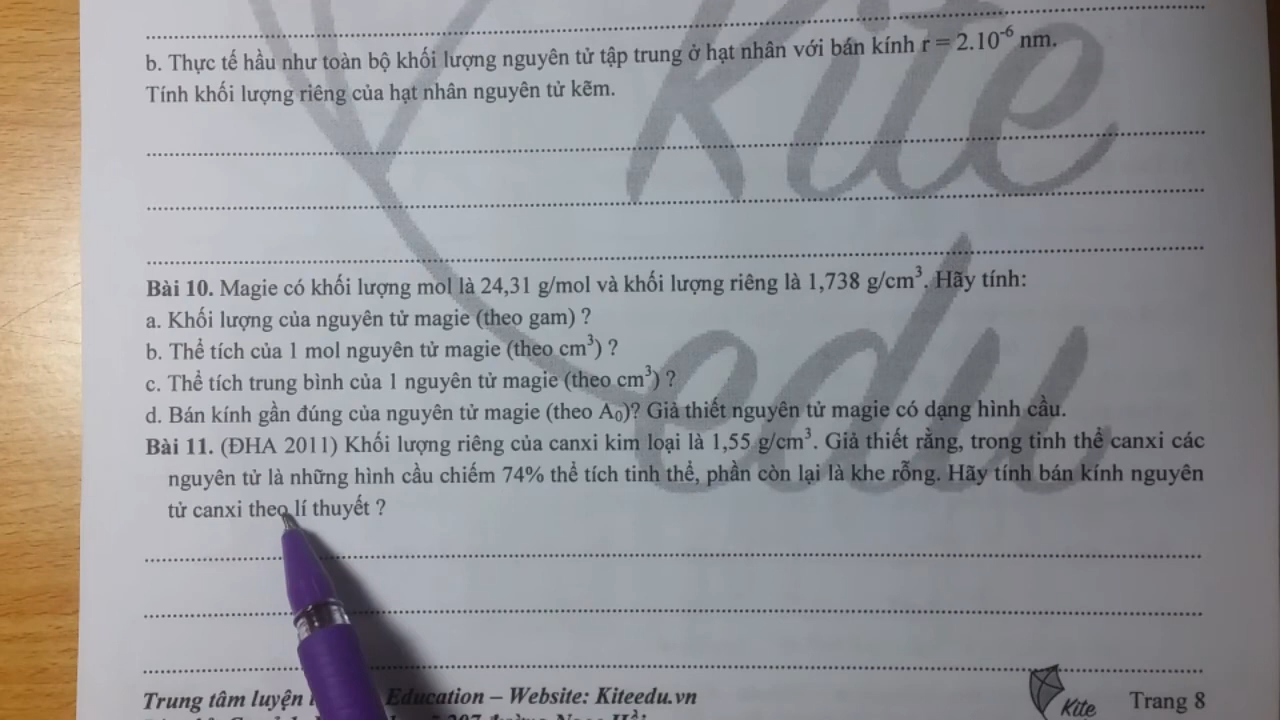 b. Thực tế hầu như toàn bộ khối lượng nguyên tử tập trung ở hạt nhân với bán kính r = 2.10⁻⁶ nm.
Tính khối lượng riêng của hạt nhân nguyên tử kẽm.
Bài 10. Magie có khối lượng mol là 24,31 g/mol và khối lượng riêng là 1,738 g/cm³. Hãy tính:
a. Khối lượng của nguyên tử magie (theo gam) ?
b. Thể tích của 1 mol nguyên tử magie (theo cm³) ?
c. Thể tích trung bình của 1 nguyên tử magie (theo cm³) ?
d. Bán kính gần đúng của nguyên tử magie (theo A₀)? Giả thiết nguyên tử magie có dạng hình cầu.
Bài 11. (ĐHA 2011) Khối lượng riêng của canxi kim loại là 1,55 g/cm³. Giả thiết rằng, trong tinh thể canxi các
nguyên tử là những hình cầu chiếm 74% thể tích tinh thể, phần còn lại là khe rỗng. Hãy tính bán kính nguyên
tử canxi theo lí thuyết ?
Trung tâm luyện Education – Website: Kiteedu.vn
Kite
Trang 8
Kite
edu